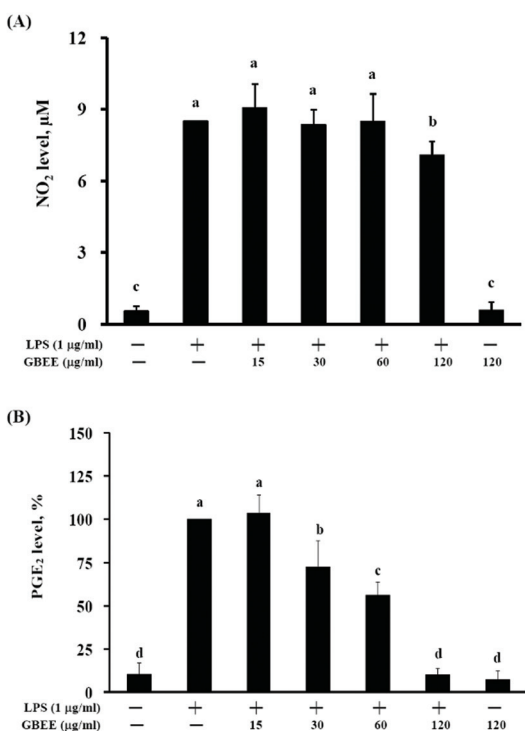 (A)
12
a
a
a
a
9
b
NO₂ level, μM
6
3
c
c
0
LPS (1 μg/ml) — + + + + + —
GBEE (μg/ml) — — 15 30 60 120 120
(B)
150
125
a
a
100
b
PGE₂ level, %
75
c
50
25
d
d
d
0
LPS (1 μg/ml) — + + + + + —
GBEE (μg/ml) — — 15 30 60 120 120